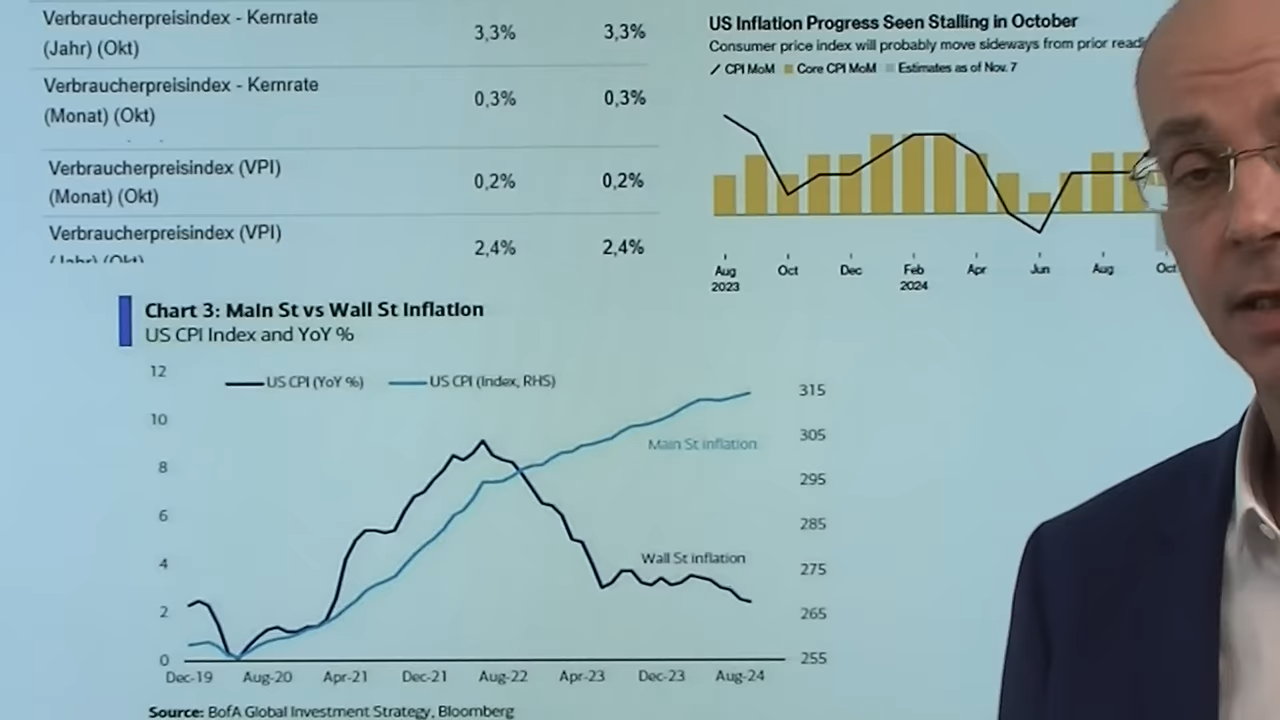 Verbraucherpreisindex - Kernrate
(Jahr) (Okt)
3,3% 3,3%
Verbraucherpreisindex - Kernrate
(Monat) (Okt)
0,3% 0,3%
Verbraucherpreisindex (VPI)
(Monat) (Okt)
0,2% 0,2%
Verbraucherpreisindex (VPI)
(Jahr) (Okt)
2,4% 2,4%
US Inflation Progress Seen Stalling in October
Consumer price index will probably move sideways from prior readi
CPI MoM Core CPI MoM Estimates as of Nov. 7
Aug Oct Dec Feb Apr Jun Aug Oct
2023 2024
Chart 3: Main St vs Wall St Inflation
US CPI Index and YoY %
US CPI (YoY %) US CPI (Index, RHS)
12
10
8
6
4
2
0
315
305
295
285
275
265
255
Main St inflation
Wall St inflation
Dec-19 Aug-20 Apr-21 Dec-21 Aug-22 Apr-23 Dec-23 Aug-24
Source: BofA Global Investment Strategy, Bloomberg